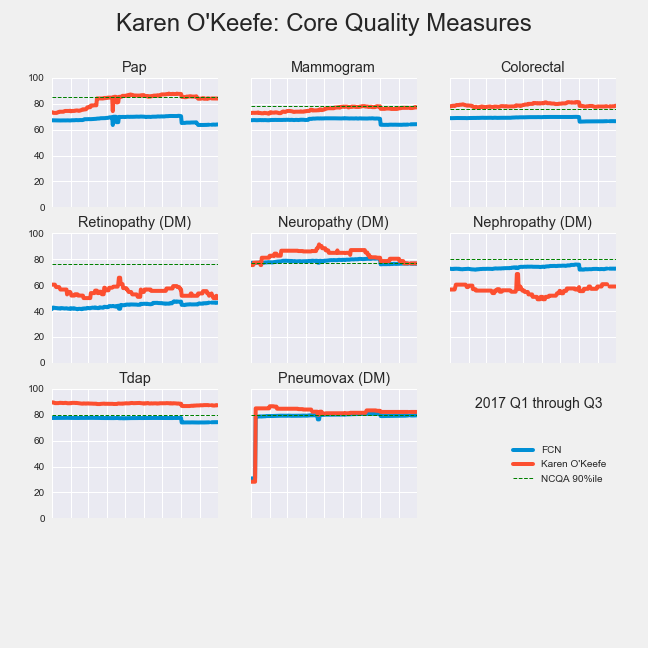 Karen O'Keefe: Core Quality Measures
Pap
Mammogram
Colorectal
100
80
60
40
20
0
Retinopathy (DM)
Neuropathy (DM)
Nephropathy (DM)
100
80
60
40
20
0
Tdap
Pneumovax (DM)
2017 Q1 through Q3
100
80
60
40
20
0
FCN
Karen O'Keefe
NCQA 90%ile